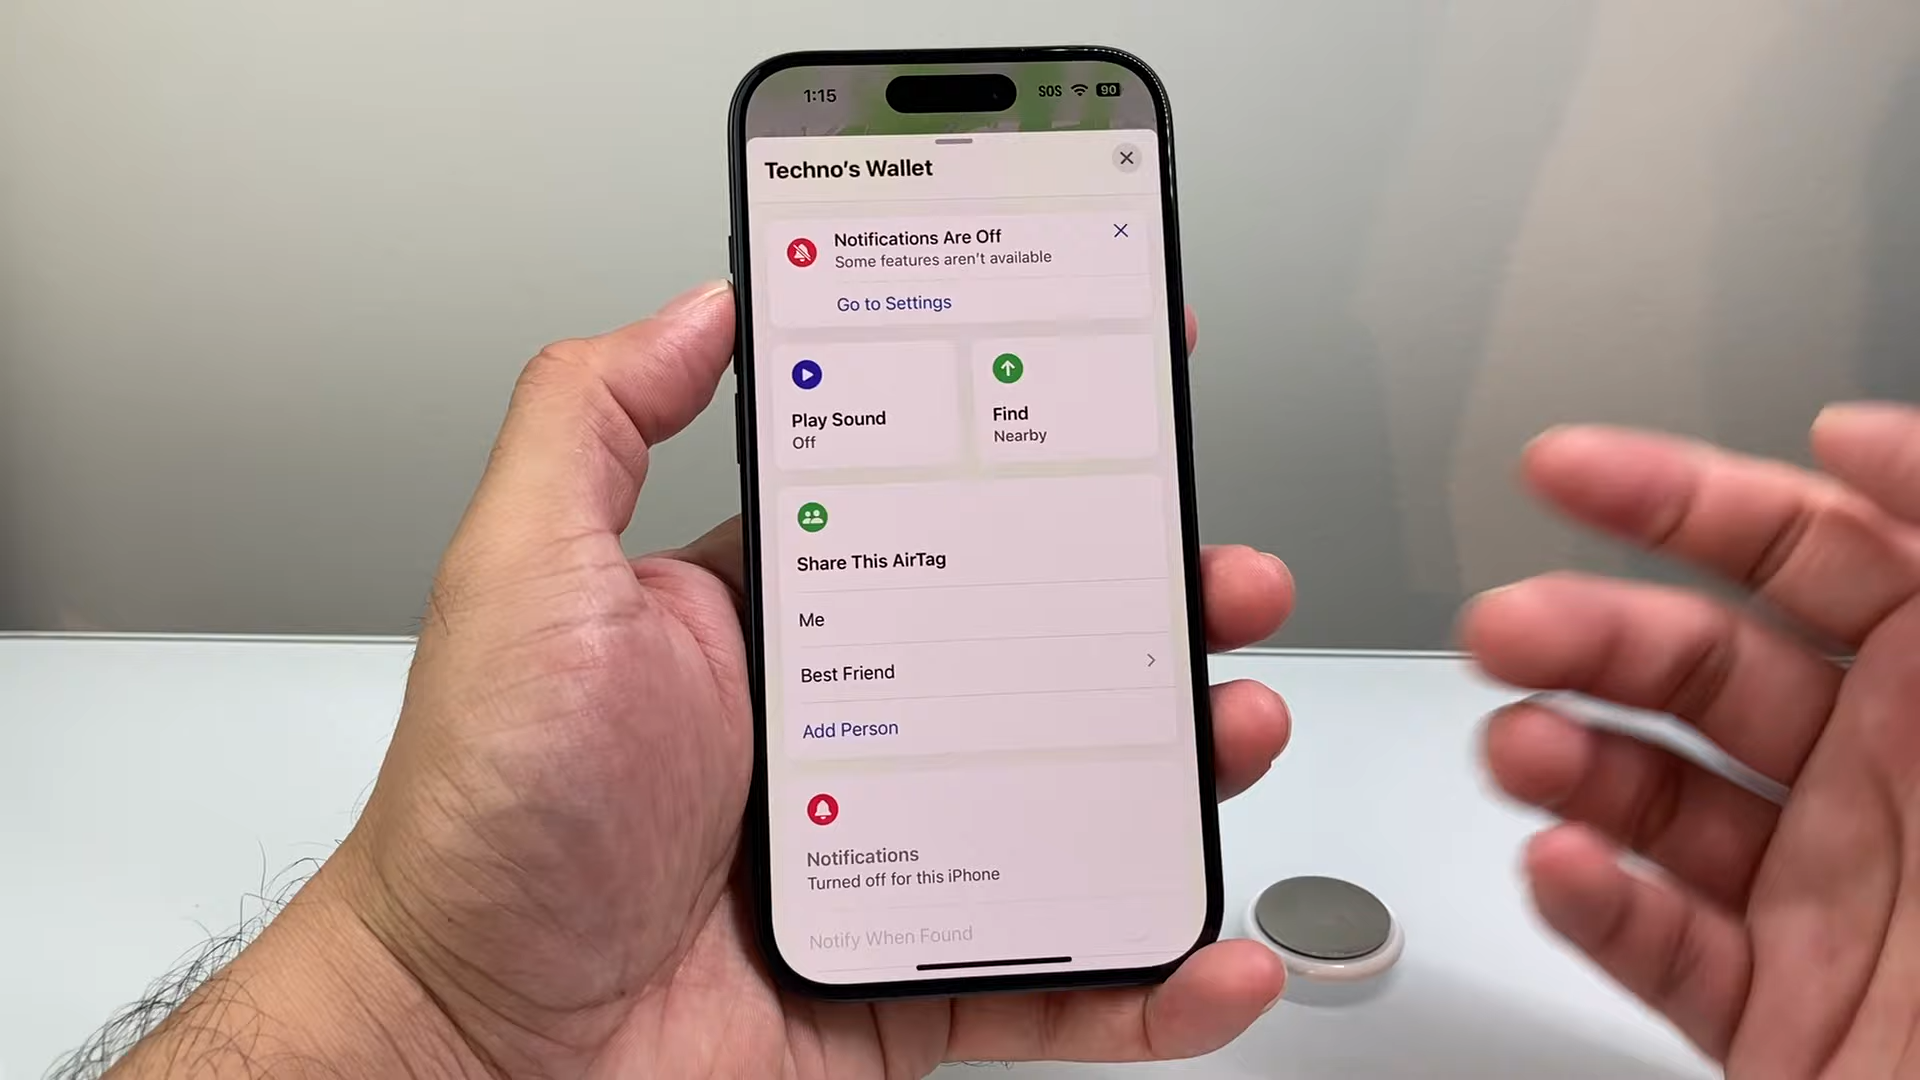 1:15
SOS 90
Techno's Wallet
Notifications Are Off
Some features aren't available
Go to Settings
Play Sound
Off
Find
Nearby
Share This AirTag
Me
Best Friend
Add Person
Notifications
Turned off for this iPhone
Notify When Found